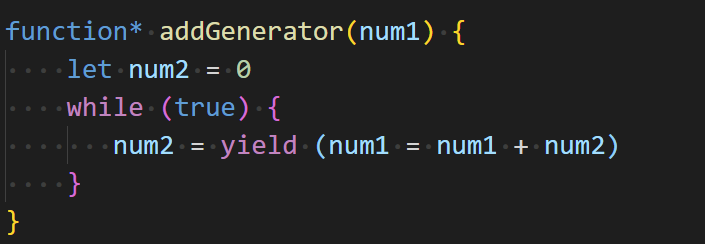 function* addGenerator(num1) {
    let num2 = 0
    while (true) {
       num2 = yield (num1 = num1 + num2)
    }
}